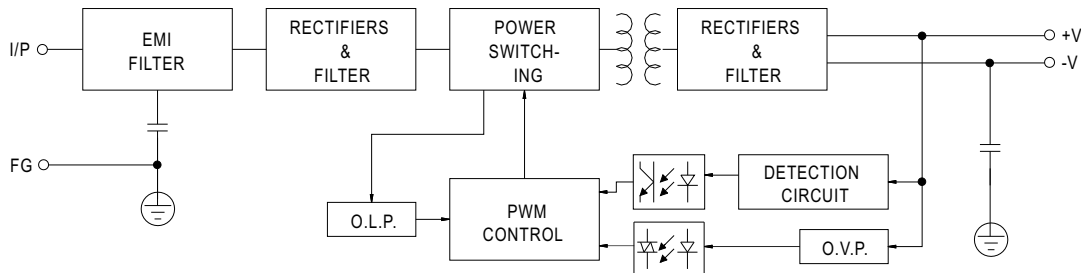 I/P
EMI
FILTER
RECTIFIERS
&
FILTER
POWER
SWITCH-
ING
RECTIFIERS
&
FILTER
+V
-V
FG
O.L.P.
PWM
CONTROL
DETECTION
CIRCUIT
O.V.P.